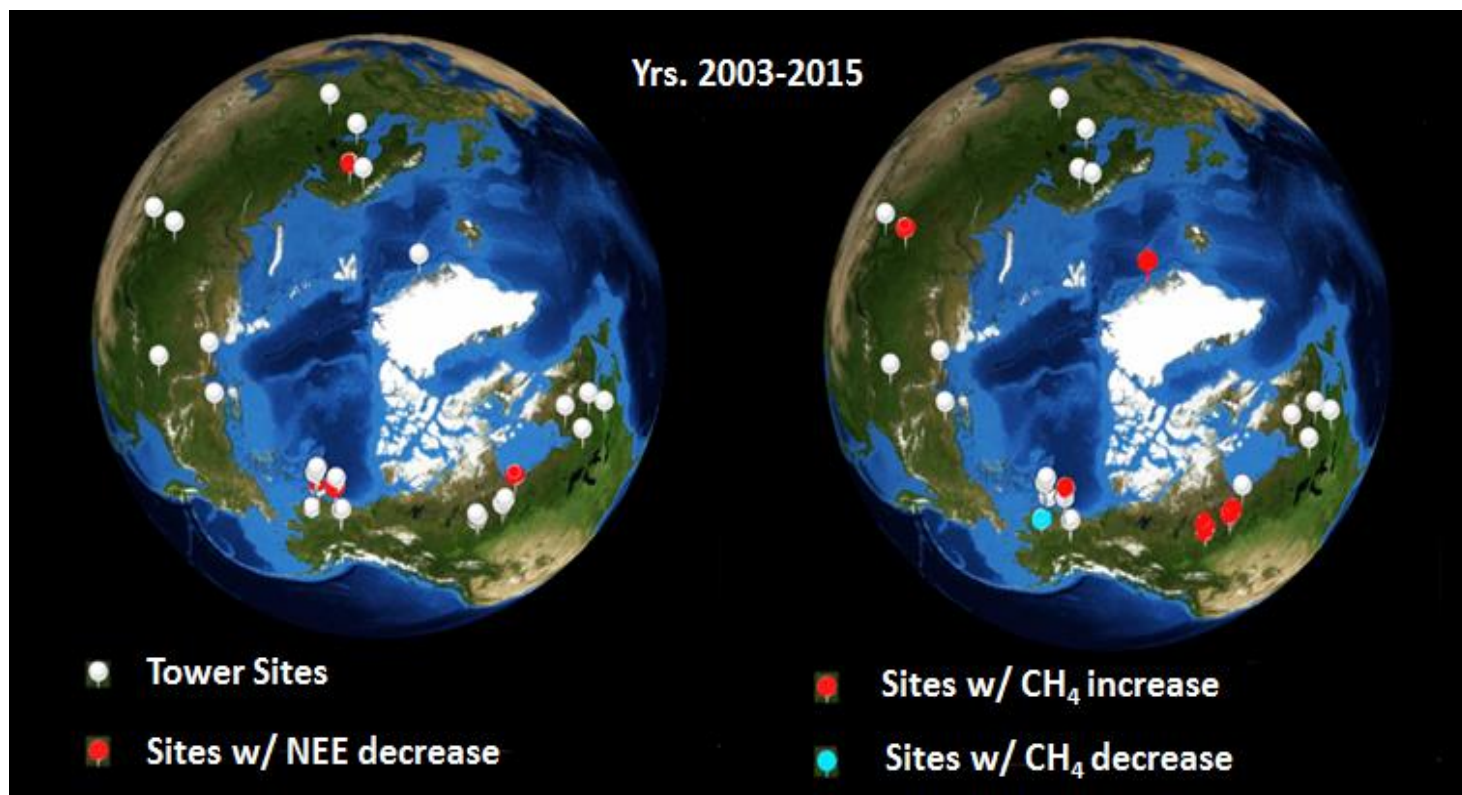 Yrs. 2003-2015
Tower Sites
Sites w/ NEE decrease
Sites w/ CH₄ increase
Sites w/ CH₄ decrease